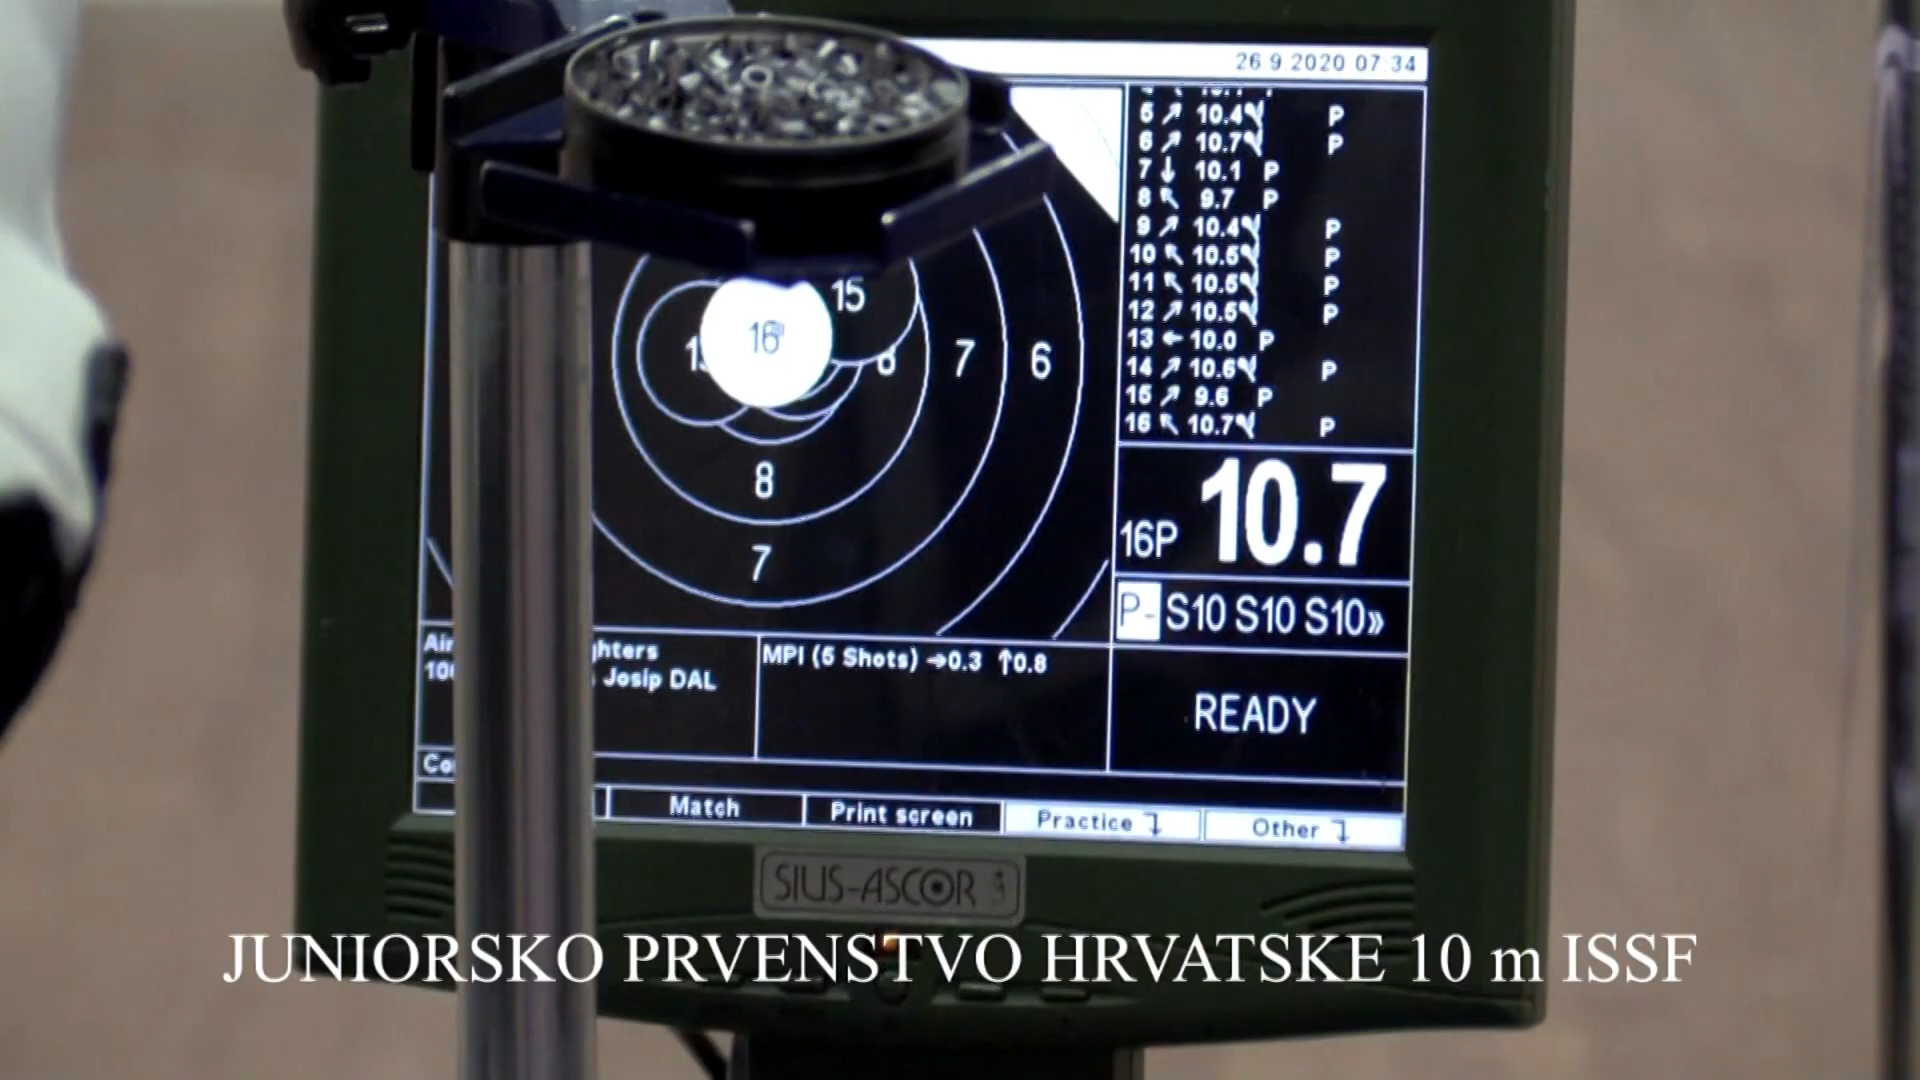 26 9 2020 07:34
5 ↗ 10.4 P
6 ↗ 10.7 P
7 ↓ 10.1 P
8 ↖ 9.7 P
9 ↗ 10.4 P
10 ↖ 10.5 P
11 ↖ 10.5 P
12 ↗ 10.5 P
13 ← 10.0 P
14 ↗ 10.6 P
15 ↗ 9.6 P
16 ↖ 10.7 P
15
16
8 7 6
8
7
16P 10.7
P- S10 S10 S10»
MPI (5 Shots) →0.3 ↑0.8
Josip DAL
READY
Match Print screen Practice Other
SIUS-ASCOR
JUNIORSKO PRVENSTVO HRVATSKE 10 m ISSF